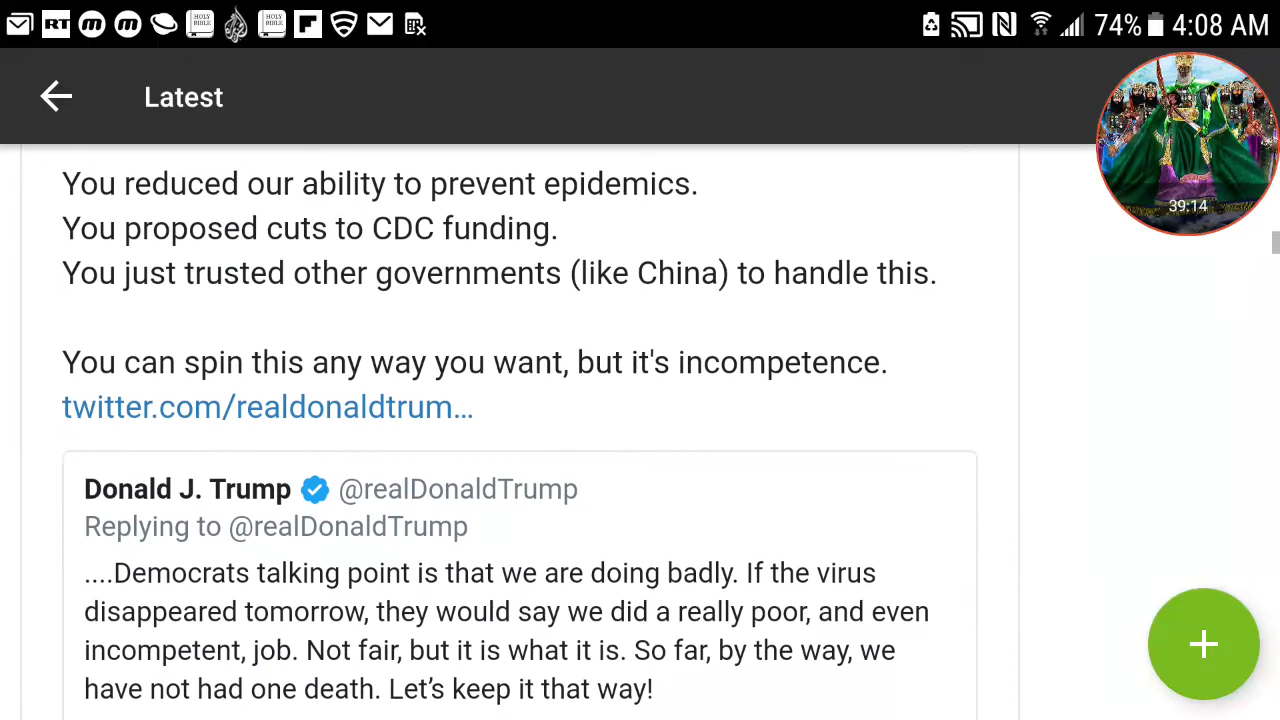 RT
HOLY BIBLE
HOLY BIBLE
74% 4:08 AM
Latest
39:14
You reduced our ability to prevent epidemics.
You proposed cuts to CDC funding.
You just trusted other governments (like China) to handle this.
You can spin this any way you want, but it's incompetence.
twitter.com/realdonaldtrum…
Donald J. Trump @realDonaldTrump
Replying to @realDonaldTrump
....Democrats talking point is that we are doing badly. If the virus
disappeared tomorrow, they would say we did a really poor, and even
incompetent, job. Not fair, but it is what it is. So far, by the way, we
have not had one death. Let’s keep it that way!